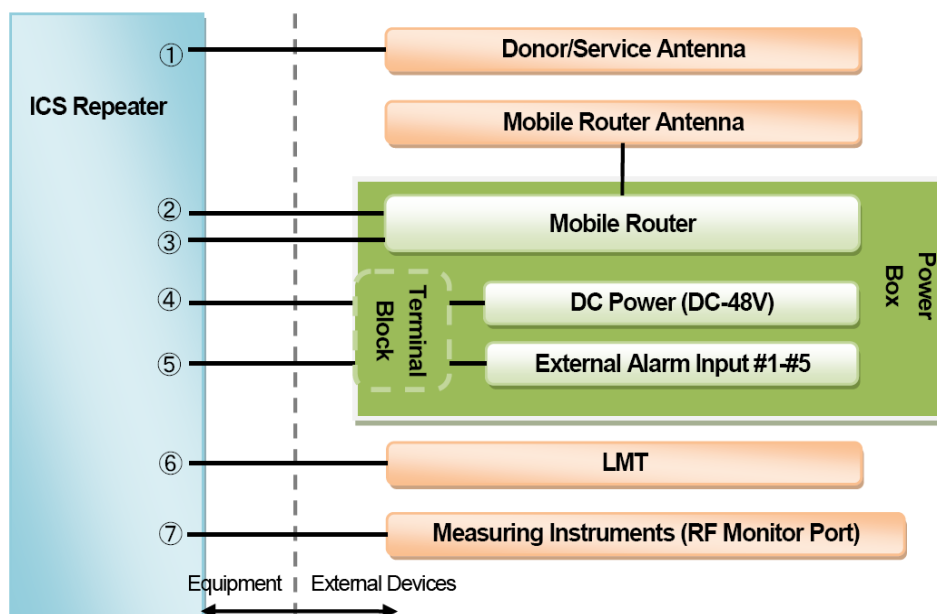 ICS Repeater
①
Donor/Service Antenna
Mobile Router Antenna
②
③
Mobile Router
Power
Box
④
Terminal
Block
DC Power (DC-48V)
⑤
External Alarm Input #1-#5
⑥
LMT
⑦
Measuring Instruments (RF Monitor Port)
Equipment
External Devices